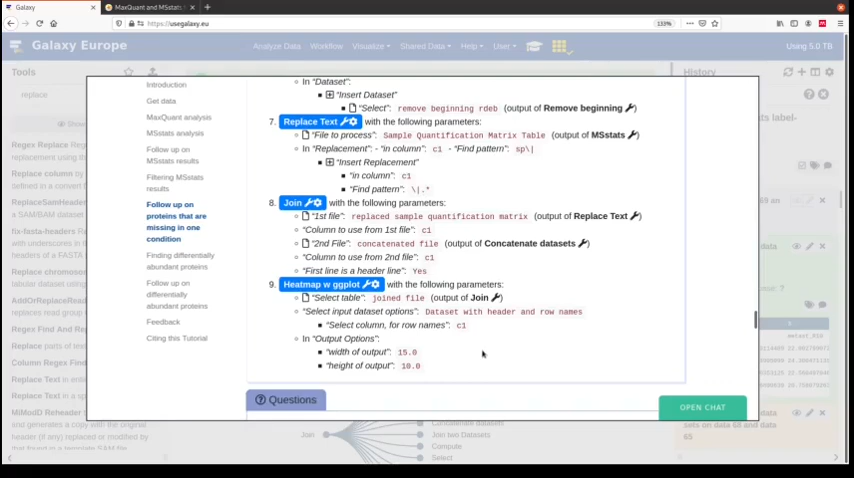 Galaxy
MaxQuant and MSstats
https://usegalaxy.eu
133%
Galaxy Europe
Analyze Data
Workflow
Visualize
Shared Data
Help
User
Using 5.0 TB
Tools
History
replace
Introduction
Get data
MaxQuant analysis
MSstats analysis
Follow up on
MSstats results
Filtering MSstats
results
Follow up on
proteins that are
missing in one
condition
Finding differentially
abundant proteins
Follow up on
differentially
abundant proteins
Feedback
Citing this Tutorial
In "Dataset":
"Insert Dataset"
"Select": remove beginning rdeb (output of Remove beginning)
7. Replace Text with the following parameters:
"File to process": Sample Quantification Matrix Table (output of MSstats)
In "Replacement": - "in column": c1 - "Find pattern": sp\|
"Insert Replacement"
"in column": c1
"Find pattern": \|.*
8. Join with the following parameters:
"1st file": replaced sample quantification matrix (output of Replace Text)
"Column to use from 1st file": c1
"2nd File": concatenated file (output of Concatenate datasets)
"Column to use from 2nd file": c1
"First line is a header line": Yes
9. Heatmap w ggplot with the following parameters:
"Select table": joined file (output of Join)
"Select input dataset options": Dataset with header and row names
"Select column, for row names": c1
In "Output Options":
"width of output": 15.0
"height of output": 10.0
Questions
OPEN CHAT
Join
Concatenate datasets
Join two Datasets
Compute
Select
sets on data 69 and data
65